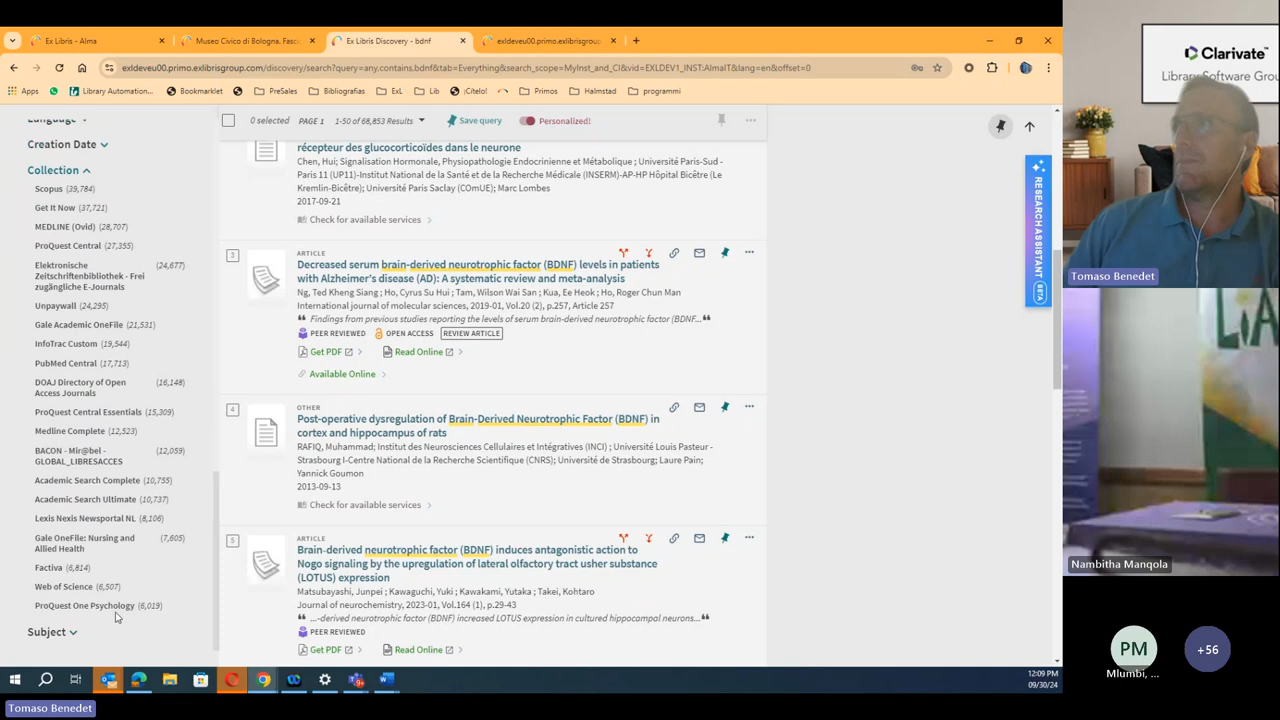 Ex Libris - Alma
Museo Civico di Bologna. Fasci
Ex Libris Discovery - bdnf
exldeveu00.primo.exlibrisgroup
exldeveu00.primo.exlibrisgroup.com/discovery/search?query=any,contains,bdnf&tab=Everything&search_scope=MyInst_and_CI&vid=EXLDEV1_INST:AlmaIT&lang=en&offset=0
Apps
Library Automation...
Bookmarklet
PreSales
Bibliografias
ExL
Lib
¡Cítelo!
Primos
Halmstad
programmi
Language
Creation Date
Collection
Scopus (39,784)
Get It Now (37,721)
MEDLINE (Ovid) (28,707)
ProQuest Central (27,355)
Elektronische (24,677)
Zeitschriftenbibliothek - Frei
zugängliche E-Journals
Unpaywall (24,295)
Gale Academic OneFile (21,531)
InfoTrac Custom (19,544)
PubMed Central (17,713)
DOAJ Directory of Open (16,148)
Access Journals
ProQuest Central Essentials (15,309)
Medline Complete (12,523)
BACON - Mir@bel - (12,059)
GLOBAL_LIBRESACCES
Academic Search Complete (10,755)
Academic Search Ultimate (10,737)
Lexis Nexis Newsportal NL (8,106)
Gale OneFile: Nursing and (7,605)
Allied Health
Factiva (6,814)
Web of Science (6,507)
ProQuest One Psychology (6,019)
Subject
0 selected PAGE 1 1-50 of 68,853 Results Save query Personalized!
récepteur des glucocorticoïdes dans le neurone
Chen, Hui; Signalisation Hormonale, Physiopathologie Endocrinienne et Métabolique ; Université Paris-Sud -
Paris 11 (UP11)-Institut National de la Santé et de la Recherche Médicale (INSERM)-AP-HP Hôpital Bicêtre (Le
Kremlin-Bicêtre); Université Paris Saclay (COmUE); Marc Lombes
2017-09-21
Check for available services
3
ARTICLE
Decreased serum brain-derived neurotrophic factor (BDNF) levels in patients
with Alzheimer's disease (AD): A systematic review and meta-analysis
Ng, Ted Kheng Siang ; Ho, Cyrus Su Hui ; Tam, Wilson Wai San ; Kua, Ee Heok ; Ho, Roger Chun Man
International journal of molecular sciences, 2019-01, Vol.20 (2), p.257, Article 257
❝ Findings from previous studies reporting the levels of serum brain-derived neurotrophic factor (BDNF...❞
PEER REVIEWED OPEN ACCESS REVIEW ARTICLE
Get PDF Read Online
Available Online
4
OTHER
Post-operative dysregulation of Brain-Derived Neurotrophic Factor (BDNF) in
cortex and hippocampus of rats
RAFIQ, Muhammad; Institut des Neurosciences Cellulaires et Intégratives (INCI) ; Université Louis Pasteur -
Strasbourg I-Centre National de la Recherche Scientifique (CNRS); Université de Strasbourg; Laure Pain;
Yannick Goumon
2013-09-13
Check for available services
5
ARTICLE
Brain-derived neurotrophic factor (BDNF) induces antagonistic action to
Nogo signaling by the upregulation of lateral olfactory tract usher substance
(LOTUS) expression
Matsubayashi, Junpei ; Kawaguchi, Yuki ; Kawakami, Yutaka ; Takei, Kohtaro
Journal of neurochemistry, 2023-01, Vol.164 (1), p.29-43
❝ ...-derived neurotrophic factor (BDNF) increased LOTUS expression in cultured hippocampal neurons...❞
PEER REVIEWED
Get PDF Read Online
RESEARCH ASSISTANT BETA
12:09 PM
09/30/24
Clarivate
Library Software Grou
Tomaso Benedet
Nambitha Manqola
PM
Mlumbi, ...
+56
Tomaso Benedet